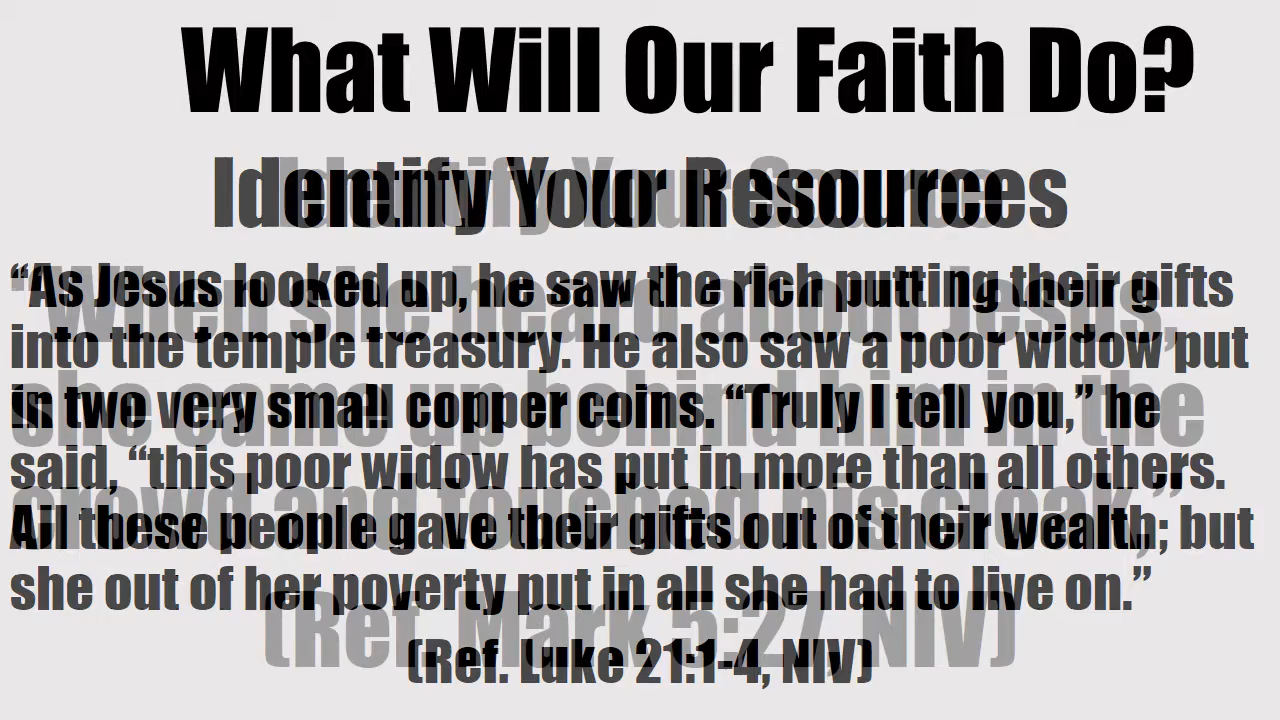 What Will Our Faith Do?
Identify Your Resources
Identify Your Source
“As Jesus looked up, he saw the rich putting their gifts
into the temple treasury. He also saw a poor widow put
in two very small copper coins. “Truly I tell you,” he
said, “this poor widow has put in more than all others.
All these people gave their gifts out of their wealth; but
she out of her poverty put in all she had to live on.”
(Ref. Luke 21:1-4, NIV)
When she heard about Jesus,
she came up behind him in the
crowd and touched his cloak,”
(Ref. Mark 5:27, NIV)